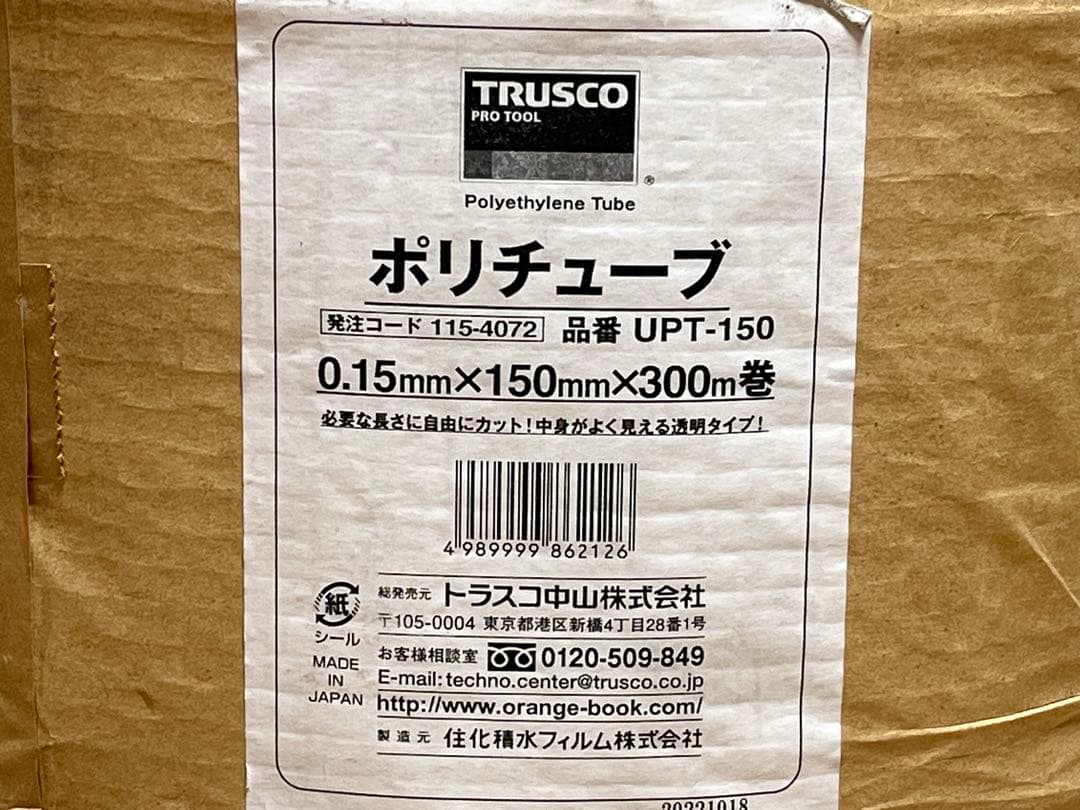 TRUSCO
PRO TOOL
®
Polyethylene Tube
ポリチューブ
発注コード 115-4072 品番 UPT-150
0.15mm×150mm×300m巻
必要な長さに自由にカット!中身がよく見える透明タイプ!
4 989999 862126
紙
シール
MADE
IN
JAPAN
総発売元 トラスコ中山株式会社
〒105-0004 東京都港区新橋4丁目28番1号
お客様相談室 0120-509-849
E-mail:techno.center@trusco.co.jp
http://www.orange-book.com/
製造元 住化積水フィルム株式会社
20221018